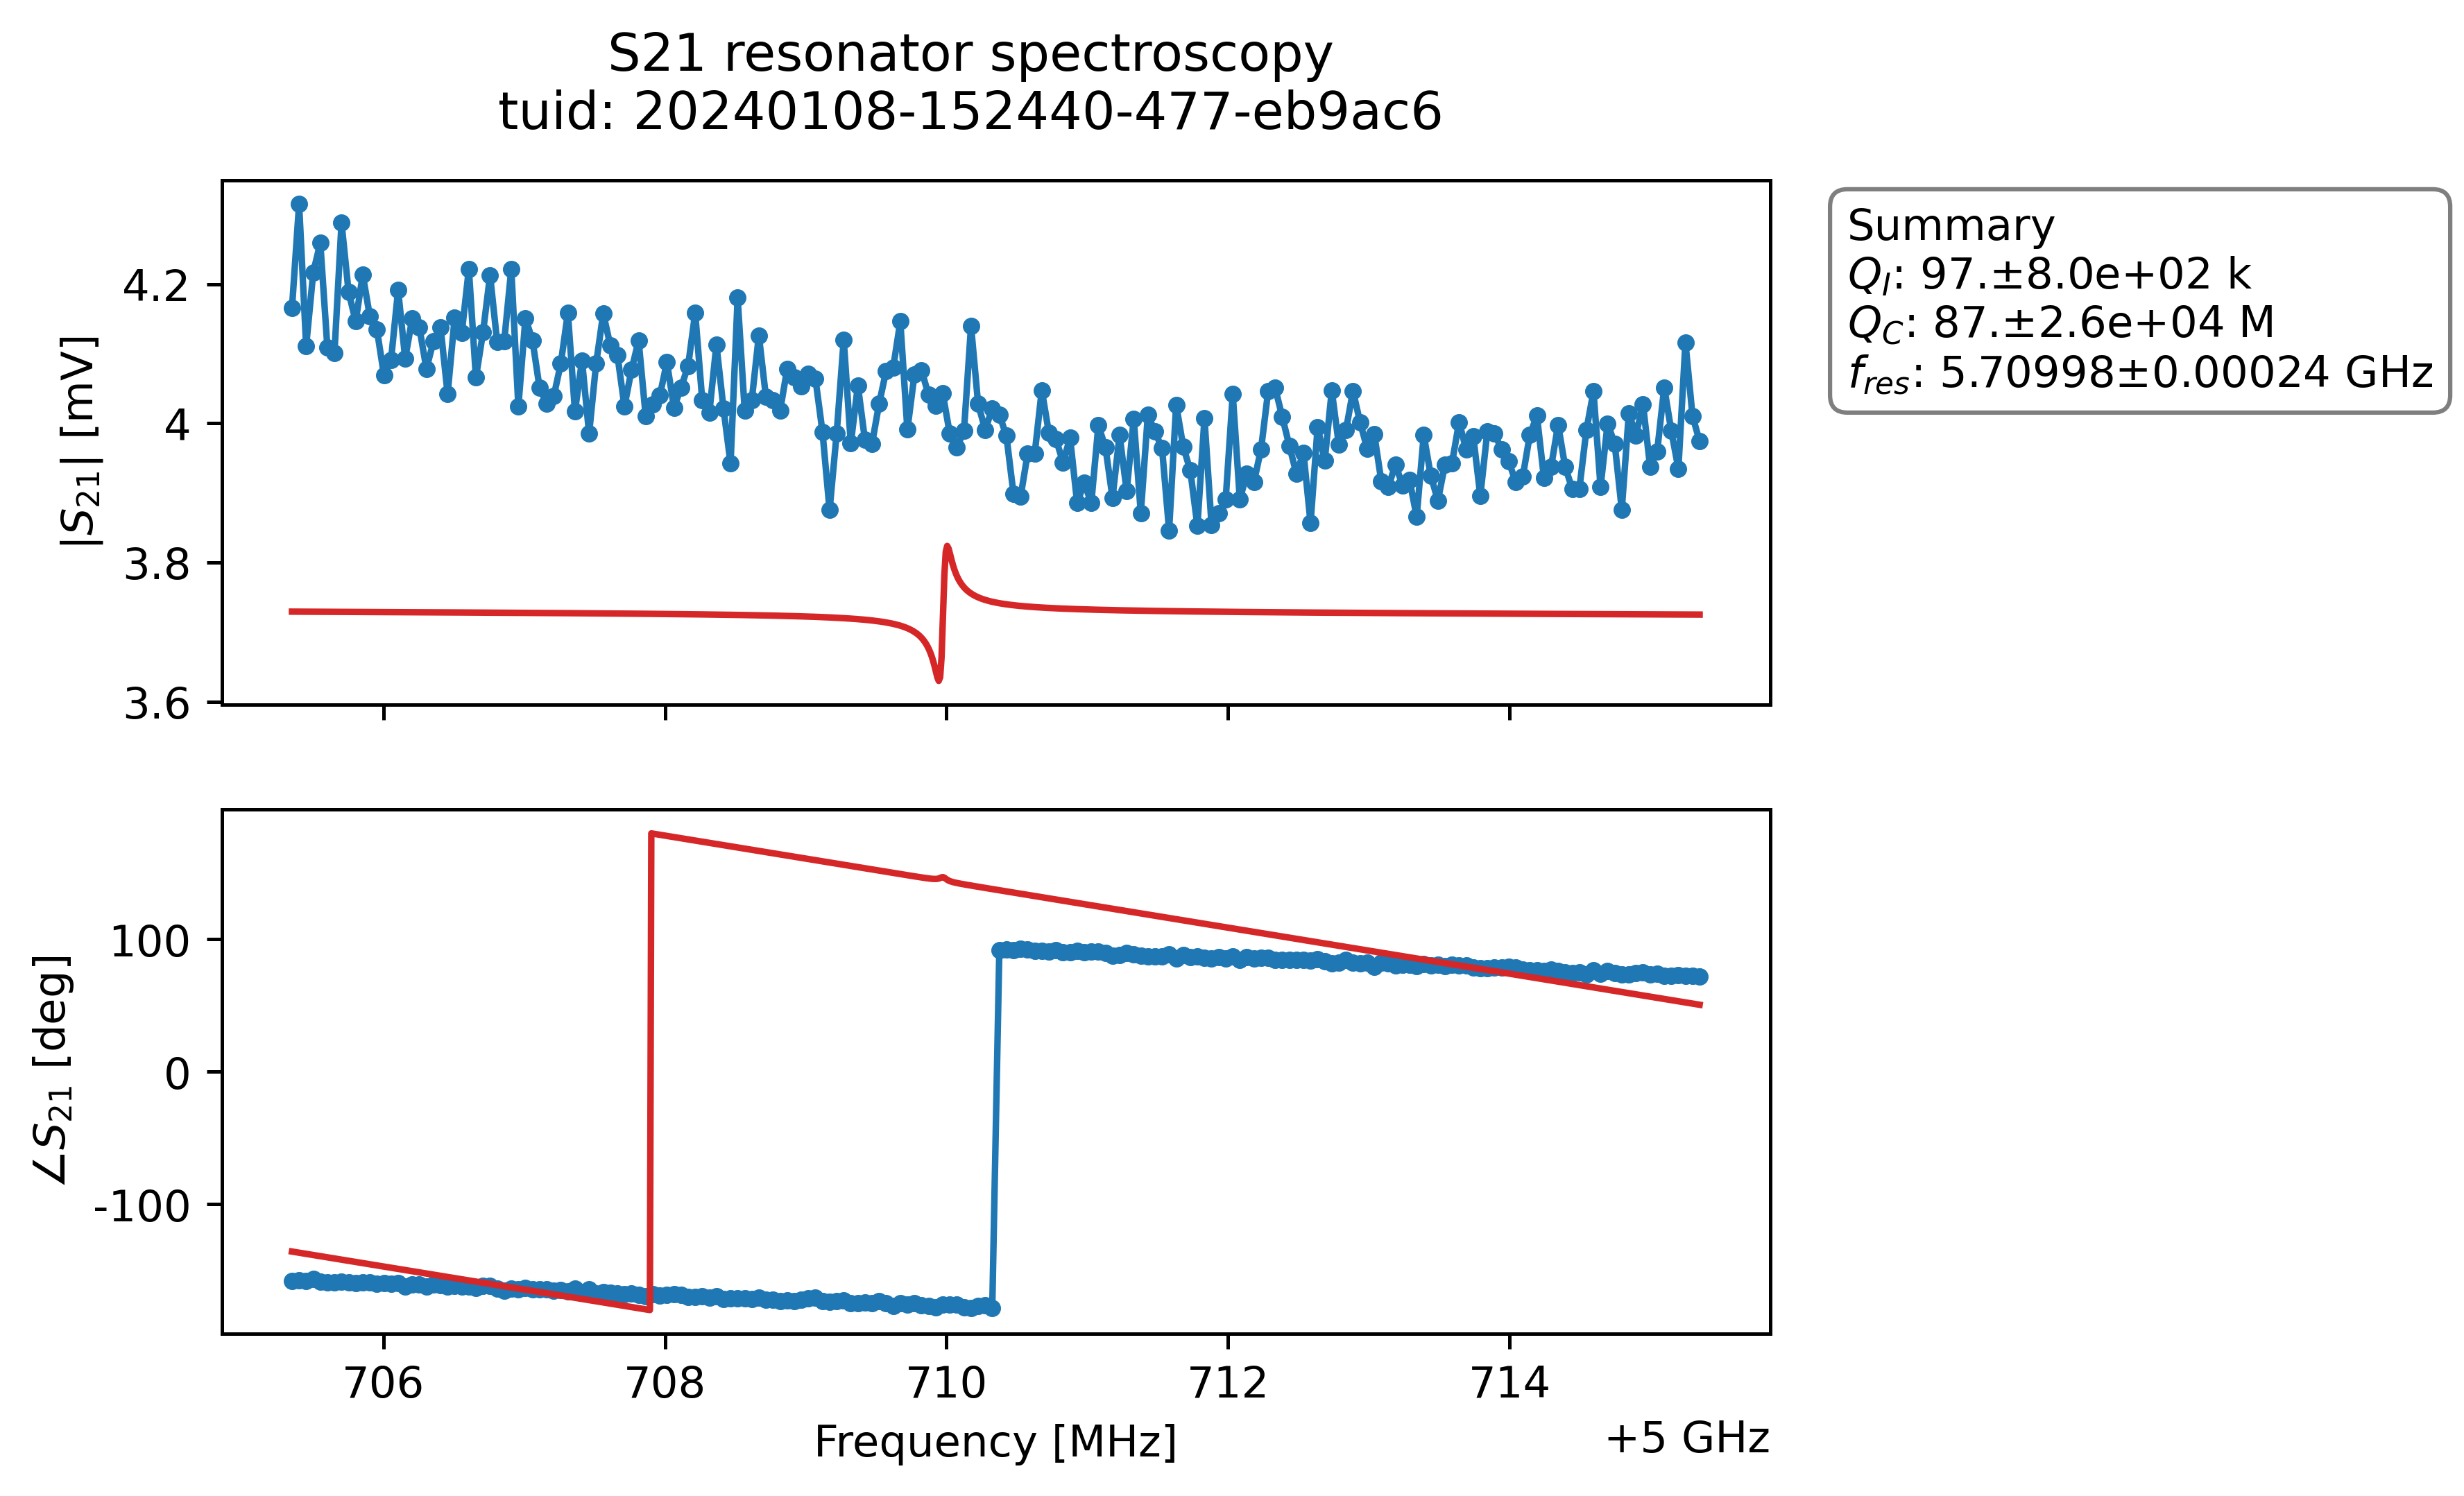 S21 resonator spectroscopy
tuid: 20240108-152440-477-eb9ac6
|S21| [mV]
4.2
4
3.8
3.6
Summary
QI: 97.±8.0e+02 k
QC: 87.±2.6e+04 M
fres: 5.70998±0.00024 GHz
∠S21 [deg]
100
0
-100
706 708 710 712 714
Frequency [MHz]
+5 GHz